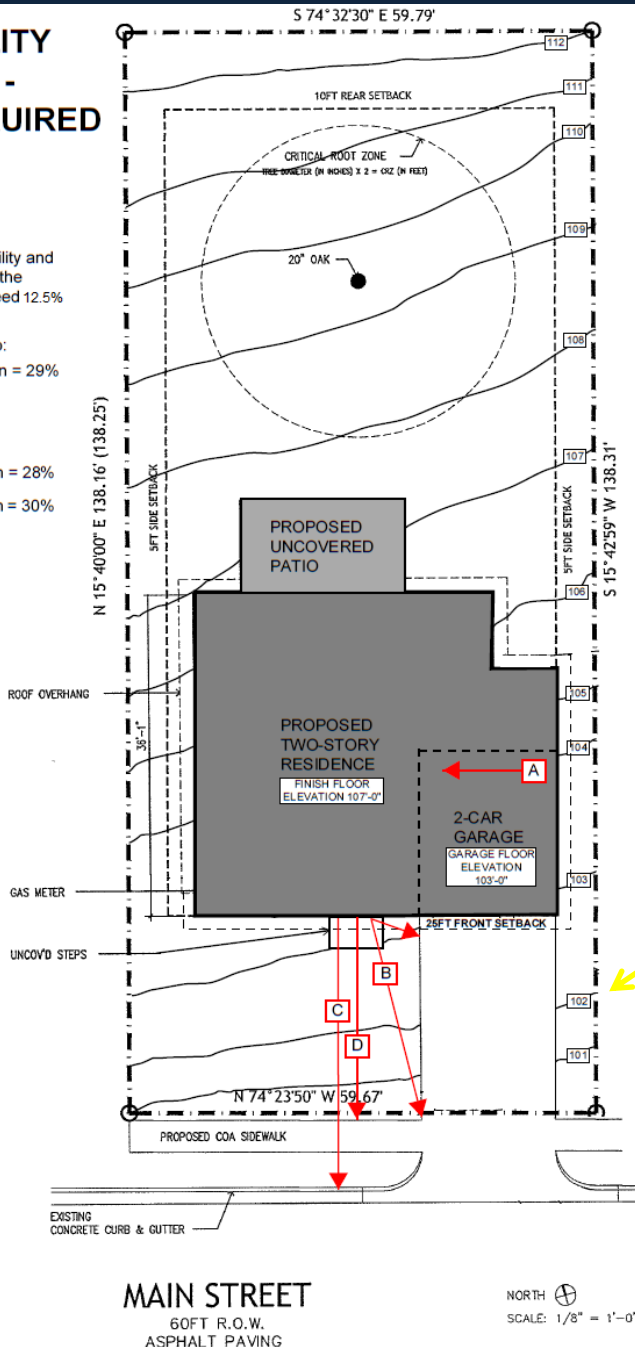 S 74°32'30" E 59.79'
ITY
-
QUIRED
112
111
10FT REAR SETBACK
110
CRITICAL ROOT ZONE
TREE DIAMETER (IN INCHES) X 2 = CRZ (IN FEET)
109
ility and
the
eed 12.5%
20" OAK
o:
n = 29%
108
N 15°40'00" E 138.16' (138.25')
S 15°42'59" W 138.31'
107
n = 28%
n = 30%
5FT SIDE SETBACK
5FT SIDE SETBACK
PROPOSED
UNCOVERED
PATIO
106
ROOF OVERHANG
105
36'-1"
PROPOSED
TWO-STORY
RESIDENCE
FINISH FLOOR
ELEVATION 107'-0"
104
A
2-CAR
GARAGE
GARAGE FLOOR
ELEVATION
103'-0"
103
GAS METER
25FT FRONT SETBACK
UNCOV'D STEPS
B
102
C
D
101
N 74°23'50" W 59.67'
PROPOSED COA SIDEWALK
EXISTING
CONCRETE CURB & GUTTER
MAIN STREET
60FT R.O.W.
ASPHALT PAVING
NORTH
SCALE: 1/8" = 1'-0"